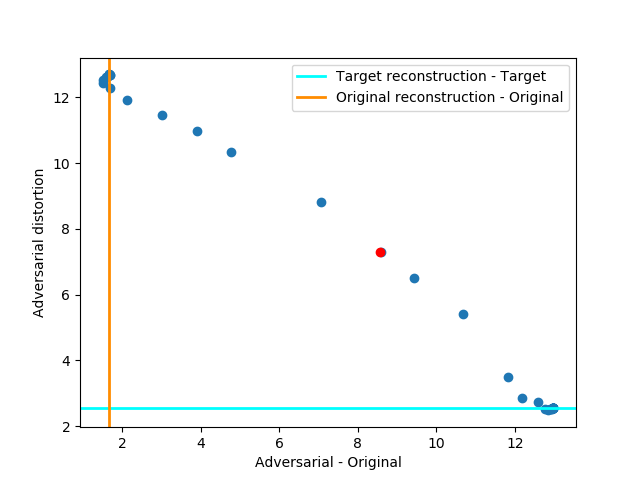 Target reconstruction - Target
Original reconstruction - Original
12
10
8
6
4
2
Adversarial distortion
2 4 6 8 10 12
Adversarial - Original